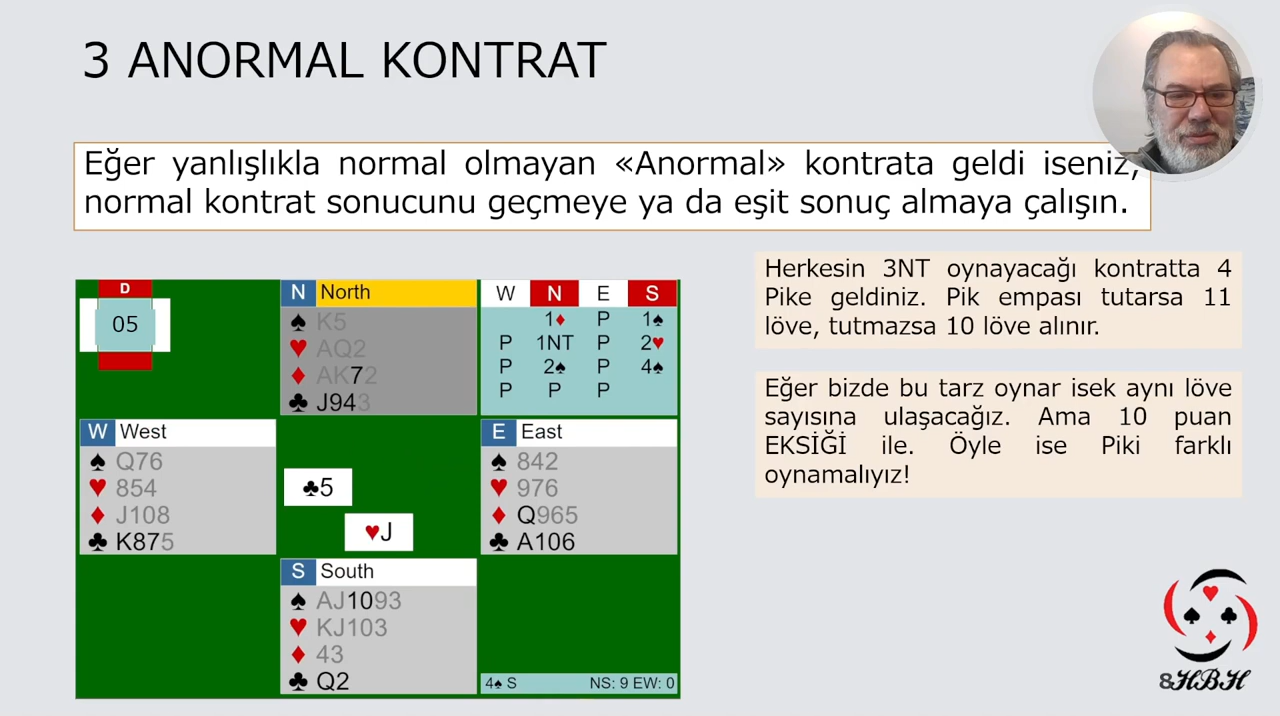 3 ANORMAL KONTRAT
Eğer yanlışlıkla normal olmayan «Anormal» kontrata geldi iseniz,
normal kontrat sonucunu geçmeye ya da eşit sonuç almaya çalışın.
Herkesin 3NT oynayacağı kontratta 4
Pike geldiniz. Pik empası tutarsa 11
löve, tutmazsa 10 löve alınır.
Eğer bizde bu tarz oynar isek aynı löve
sayısına ulaşacağız. Ama 10 puan
EKSİĞİ ile. Öyle ise Piki farklı
oynamalıyız!
D
05
N North
♠ K5
♥ AQ2
♦ AK72
♣ J943
W N E S
1♦ P 1♠
P 1NT P 2♥
P 2♠ P 4♠
P P P
W West
♠ Q76
♥ 854
♦ J108
♣ K875
♣5
♥J
E East
♠ 842
♥ 976
♦ Q965
♣ A106
S South
♠ AJ1093
♥ KJ103
♦ 43
♣ Q2
4♠ S NS: 9 EW: 0
&HBH